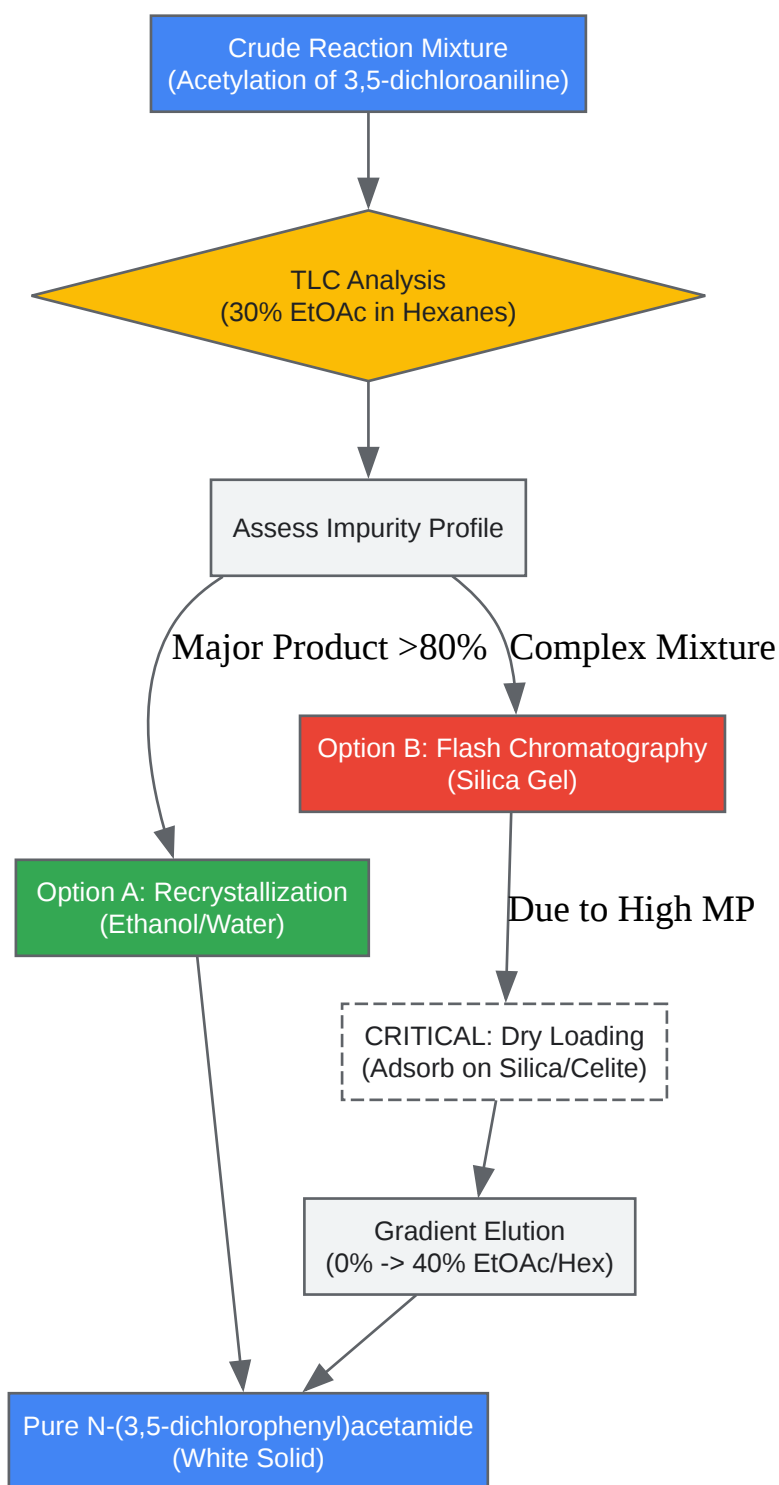 Crude Reaction Mixture
(Acetylation of 3,5-dichloroaniline)
TLC Analysis
(30% EtOAc in Hexanes)
Assess Impurity Profile
Major Product >80%
Complex Mixture
Option B: Flash Chromatography
(Silica Gel)
Option A: Recrystallization
(Ethanol/Water)
Due to High MP
CRITICAL: Dry Loading
(Adsorb on Silica/Celite)
Gradient Elution
(0% -> 40% EtOAc/Hex)
Pure N-(3,5-dichlorophenyl)acetamide
(White Solid)